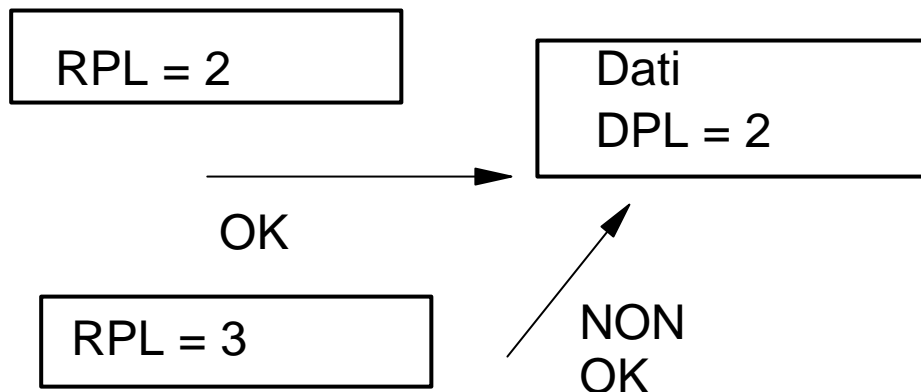 RPL = 2
Dati
DPL = 2
OK
RPL = 3
NON
OK